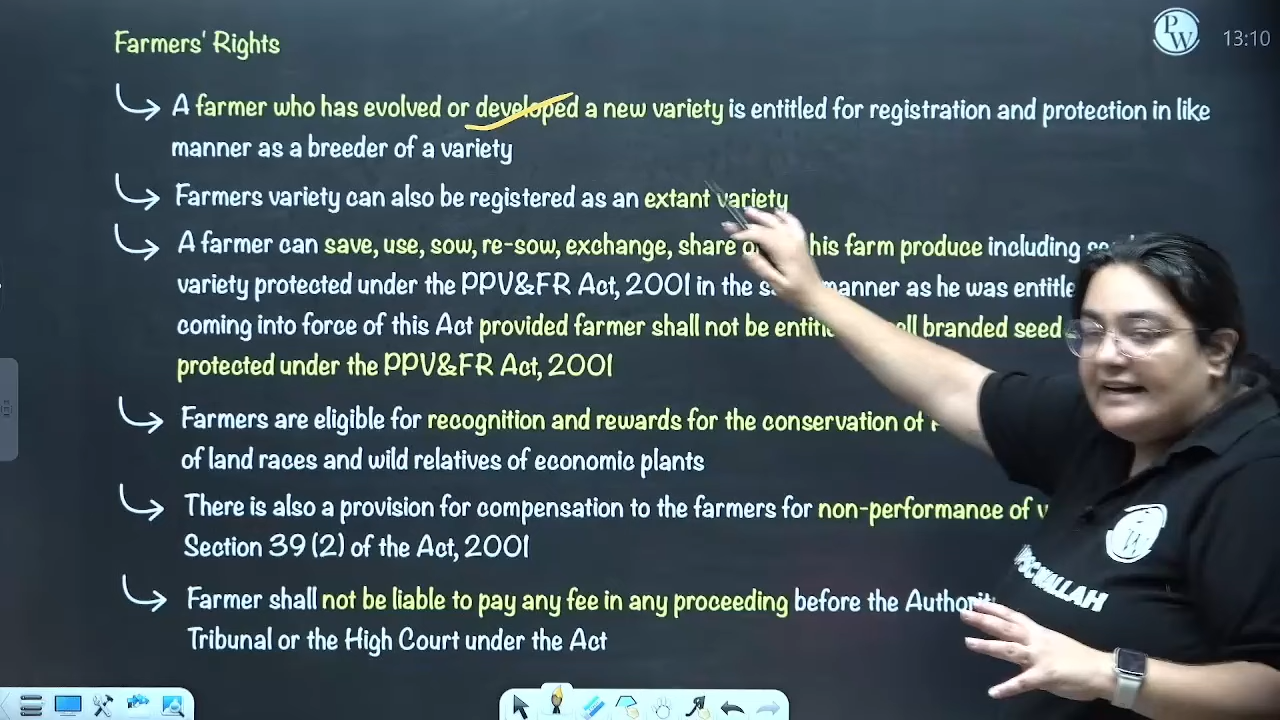 Farmers' Rights
P
W
13:10
A farmer who has evolved or developed a new variety is entitled for registration and protection in like
manner as a breeder of a variety
Farmers variety can also be registered as an extant variety
A farmer can save, use, sow, re-sow, exchange, share his farm produce including
variety protected under the PPV&FR Act, 2001 in the manner as he was
coming into force of this Act provided farmer shall not be branded seed
protected under the PPV&FR Act, 2001
Farmers are eligible for recognition and rewards for the conservation of
of land races and wild relatives of economic plants
There is also a provision for compensation to the farmers for non-performance of
Section 39 (2) of the Act, 2001
Farmer shall not be liable to pay any fee in any proceeding before the
Tribunal or the High Court under the Act
WALLAH